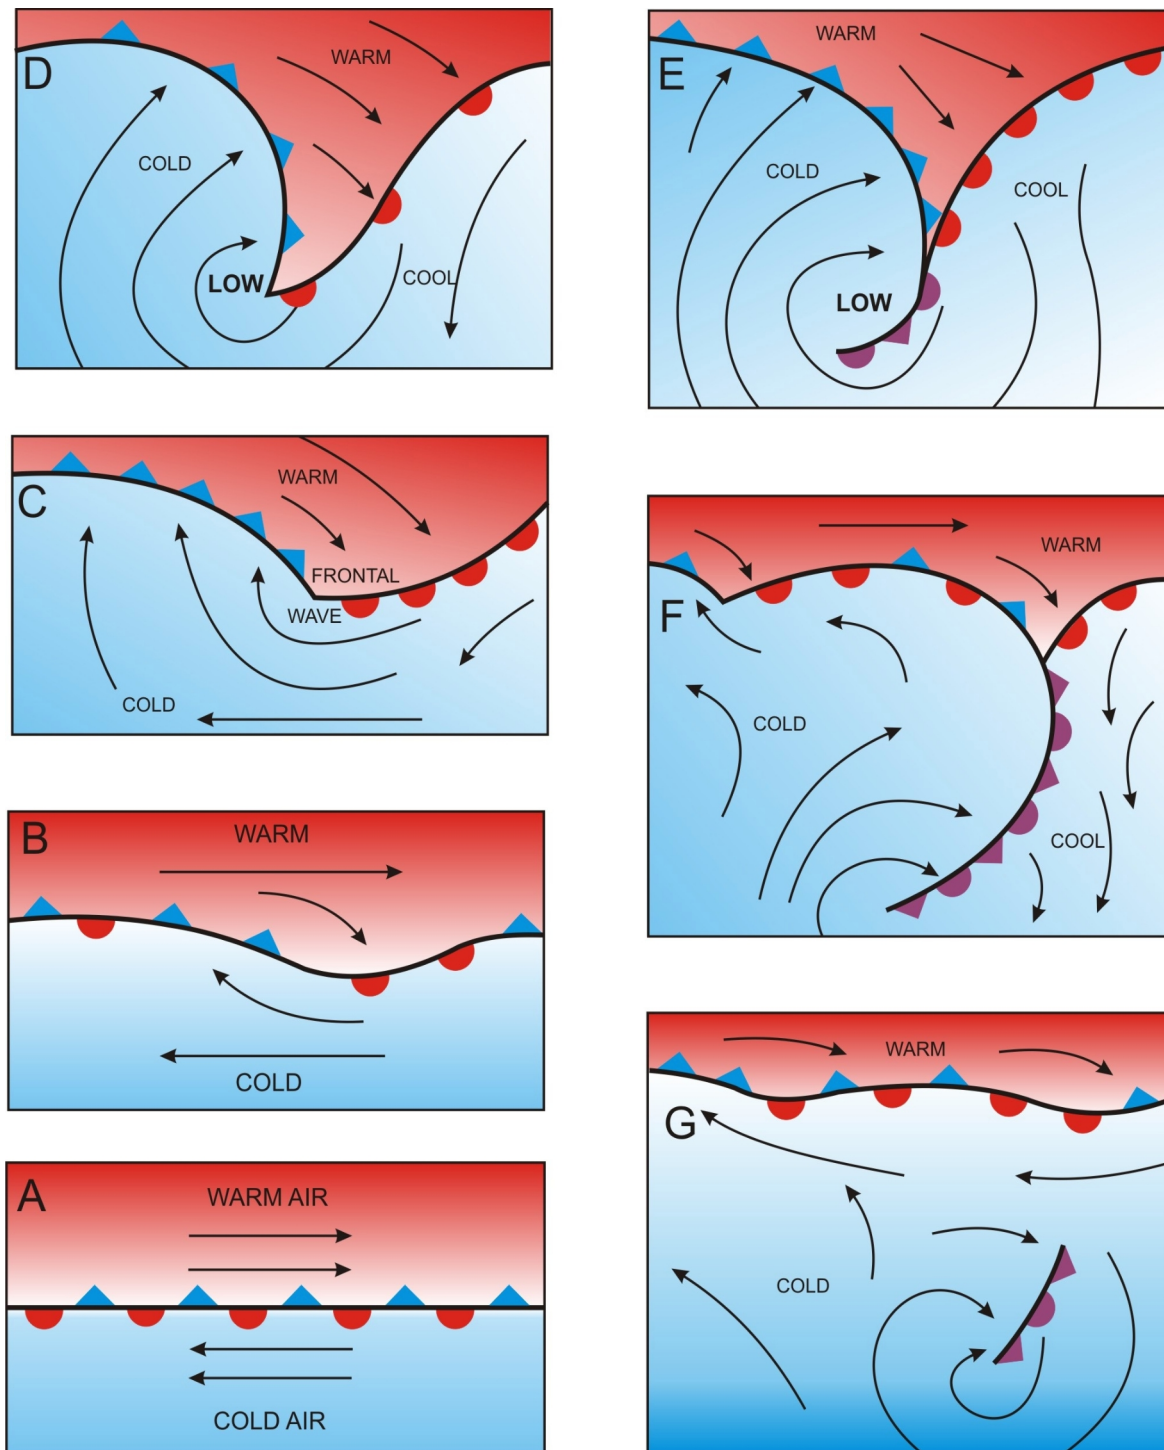 D
WARM
COLD
LOW
COOL
E
WARM
COLD
COOL
LOW
C
WARM
FRONTAL
WAVE
COLD
F
WARM
COLD
COOL
B
WARM
COLD
G
WARM
COLD
A
WARM AIR
COLD AIR